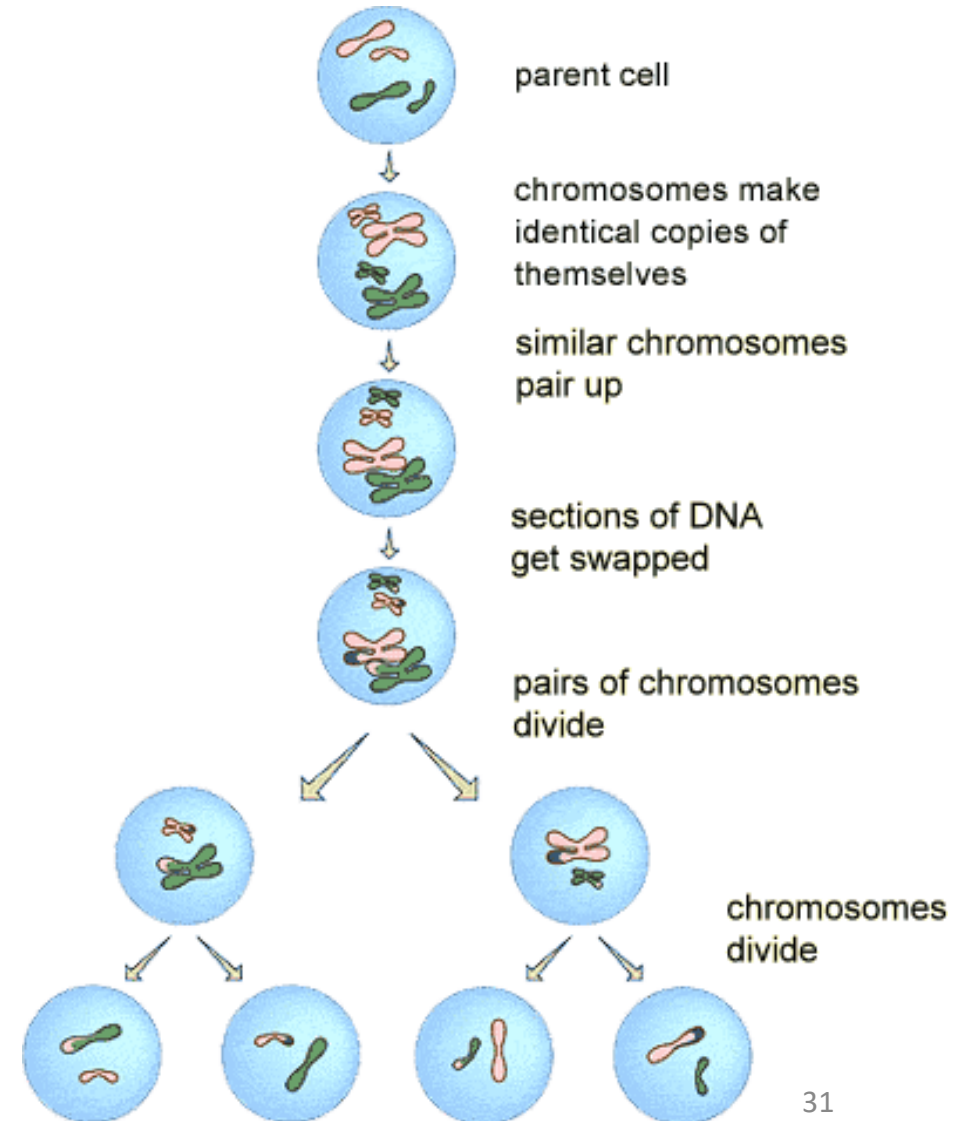 parent cell
chromosomes make
identical copies of
themselves
similar chromosomes
pair up
sections of DNA
get swapped
pairs of chromosomes
divide
chromosomes
divide
31